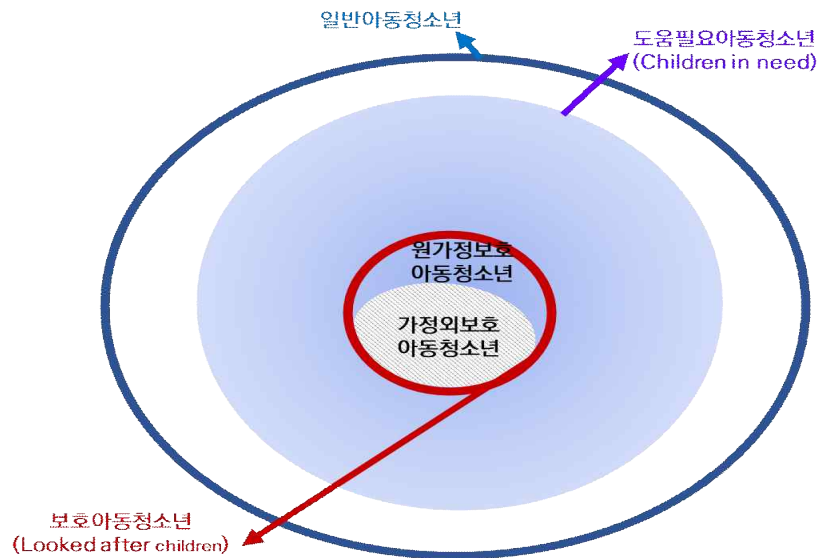 일반아동청소년
도움필요아동청소년
(Children in need)
원가정보호
아동청소년
가정외보호
아동청소년
보호아동청소년
(Looked after children)